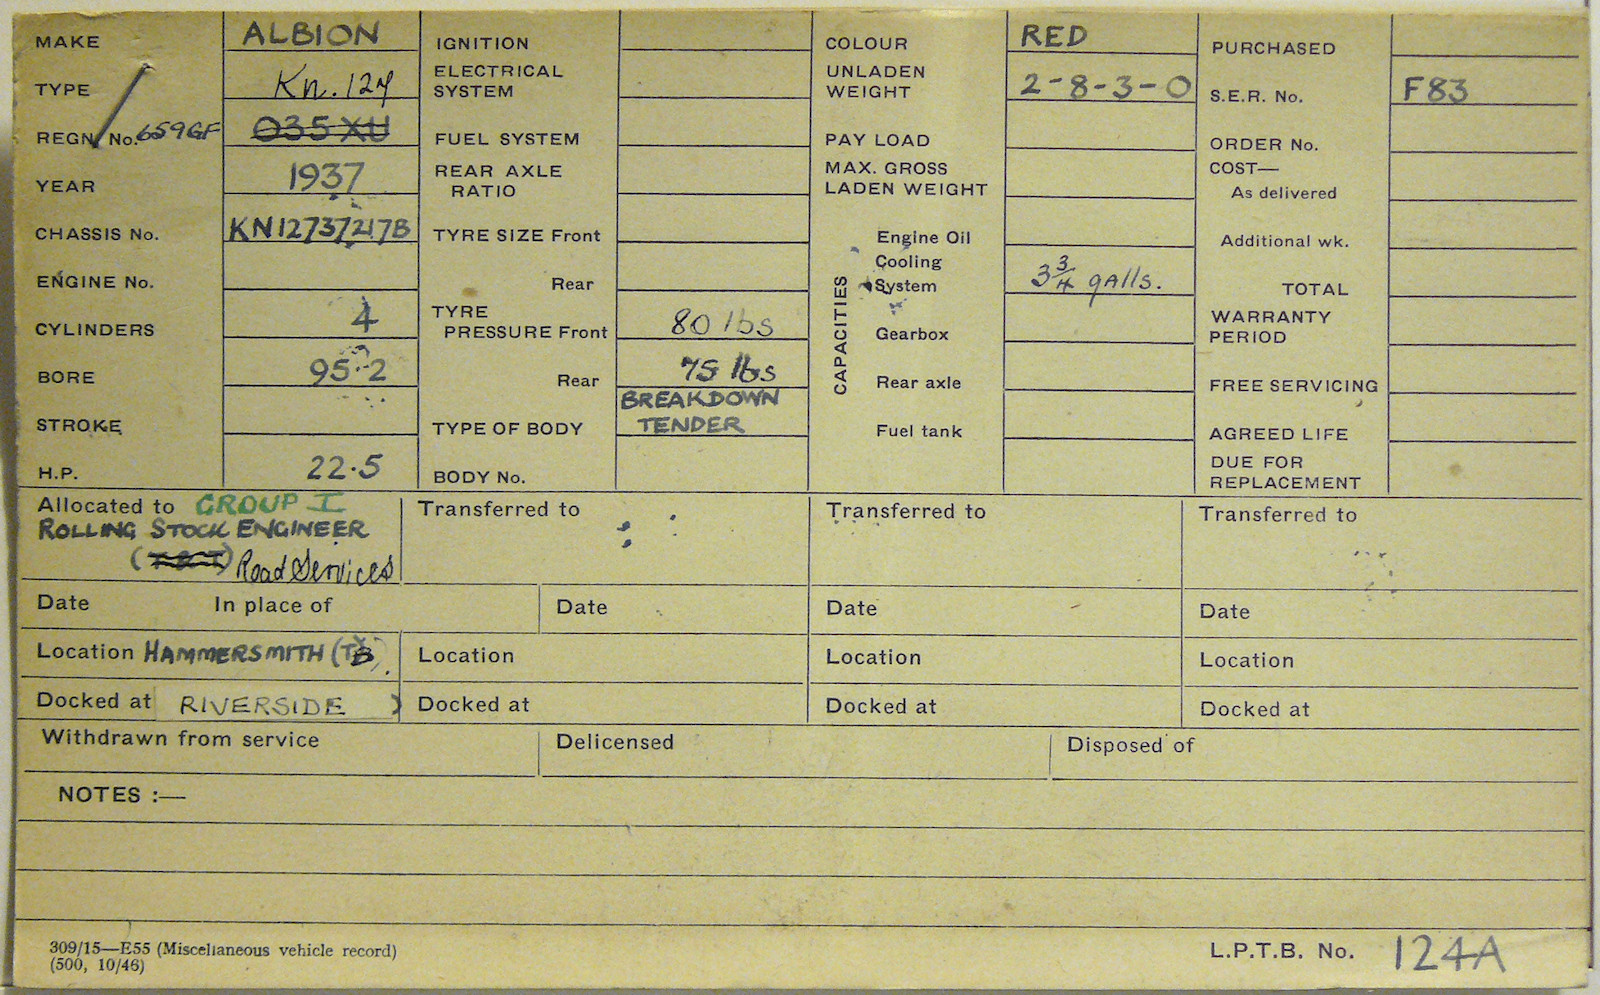 MAKE ALBION
TYPE Kn. 127
REGN. No. 659GF 035 XU
YEAR 1937
CHASSIS No. KN12737217B
ENGINE No.
CYLINDERS 4
BORE 95·2
STROKE
H.P. 22·5
IGNITION
ELECTRICAL
SYSTEM
FUEL SYSTEM
REAR AXLE
RATIO
TYRE SIZE Front
Rear
TYRE
PRESSURE Front 80 lbs
Rear 75 lbs
TYPE OF BODY BREAKDOWN
TENDER
BODY No.
COLOUR RED
UNLADEN
WEIGHT 2-8-3-0
PAY LOAD
MAX. GROSS
LADEN WEIGHT
CAPACITIES
Engine Oil
Cooling
System 3¾ galls.
Gearbox
Rear axle
Fuel tank
PURCHASED
S.E.R. No. F83
ORDER No.
COST—
As delivered
Additional wk.
TOTAL
WARRANTY
PERIOD
FREE SERVICING
AGREED LIFE
DUE FOR
REPLACEMENT
Allocated to GROUP I
ROLLING STOCK ENGINEER
Road Services
Transferred to
Transferred to
Transferred to
Date In place of
Date
Date
Date
Location HAMMERSMITH
Location
Location
Location
Docked at RIVERSIDE
Docked at
Docked at
Docked at
Withdrawn from service
Delicensed
Disposed of
NOTES :—
309/15—E55 (Miscellaneous vehicle record)
(500, 10/46)
L.P.T.B. No. 124A